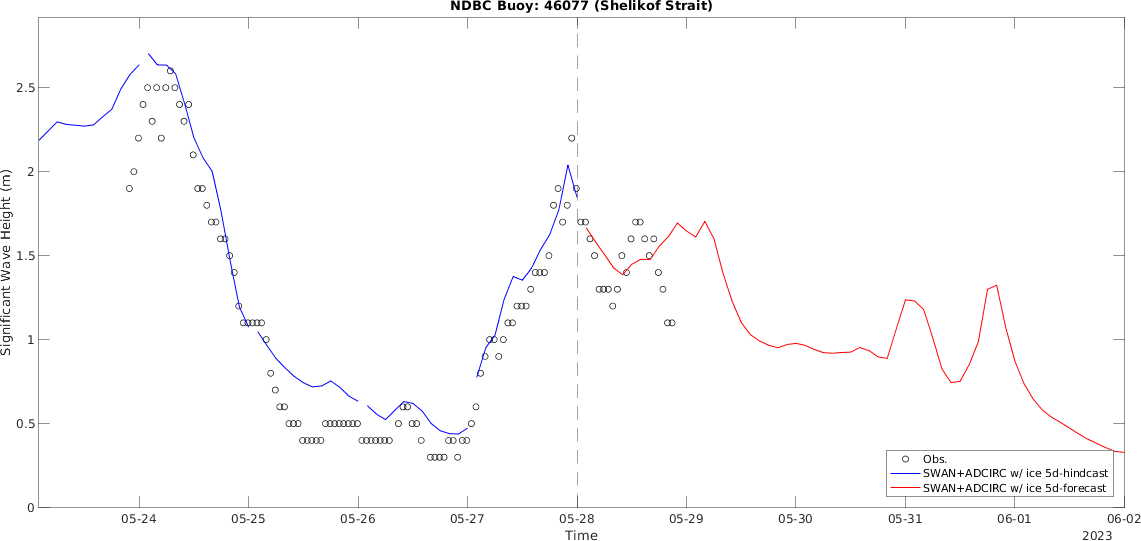 NDBC Buoy: 46077 (Shelikof Strait)
Significant Wave Height (m)
2.5
2
1.5
1
0.5
0
05-24
05-25
05-26
05-27
05-28
05-29
05-30
05-31
06-01
06-02
Time
2023
Obs.
SWAN+ADCIRC w/ ice 5d-hindcast
SWAN+ADCIRC w/ ice 5d-forecast